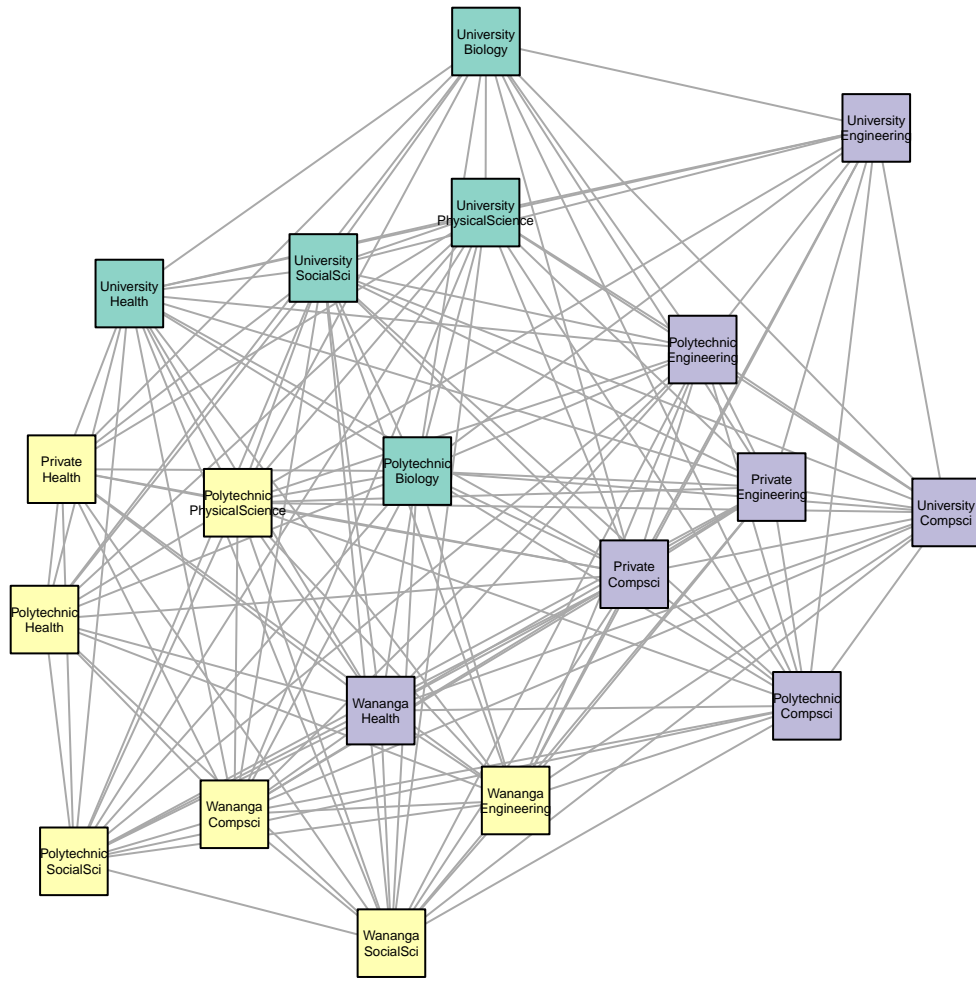 University
Biology
University
Engineering
University
PhysicalScience
University
SocialSci
University
Health
Polytechnic
Engineering
Private
Health
Polytechnic
Biology
Polytechnic
PhysicalScience
Private
Engineering
University
Compsci
Private
Compsci
Polytechnic
Health
Wananga
Health
Polytechnic
Compsci
Wananga
Engineering
Wananga
Compsci
Polytechnic
SocialSci
Wananga
SocialSci